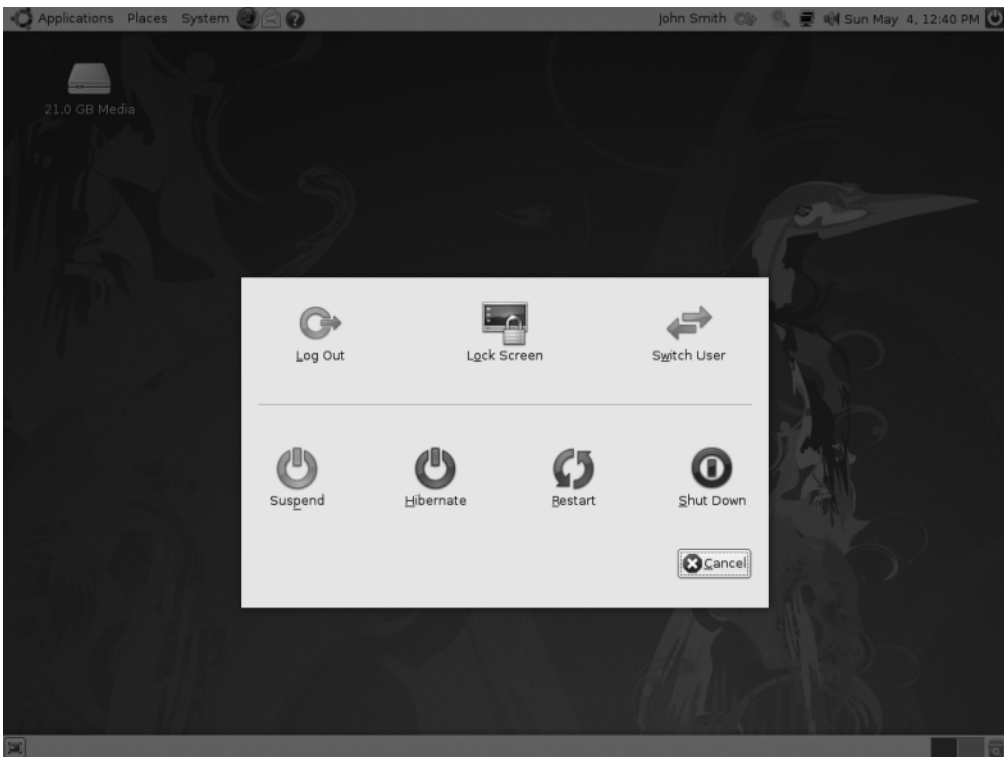 Applications Places System John Smith Sun May 4, 12:40 PM
21.0 GB Media
Log Out Lock Screen Switch User
Suspend Hibernate Restart Shut Down
Cancel